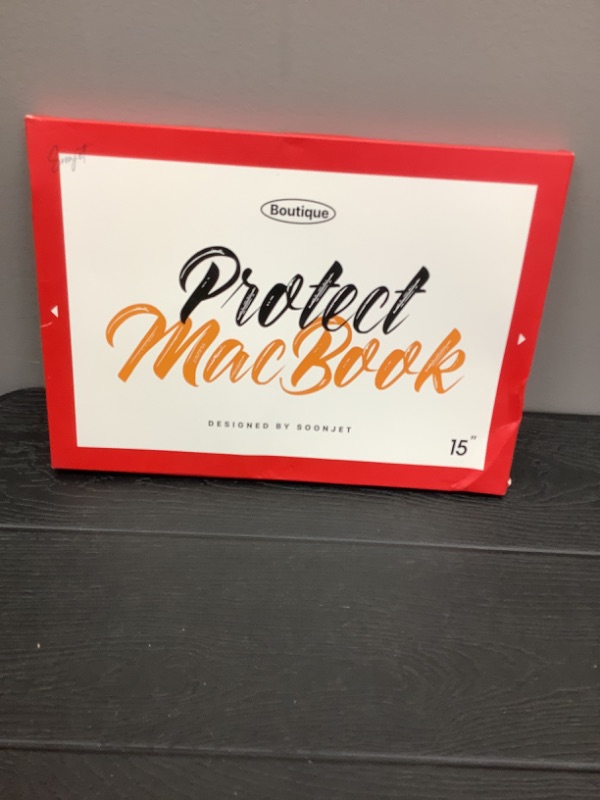 Boutique
Protect
MacBook
DESIGNED BY SOONJET
15"